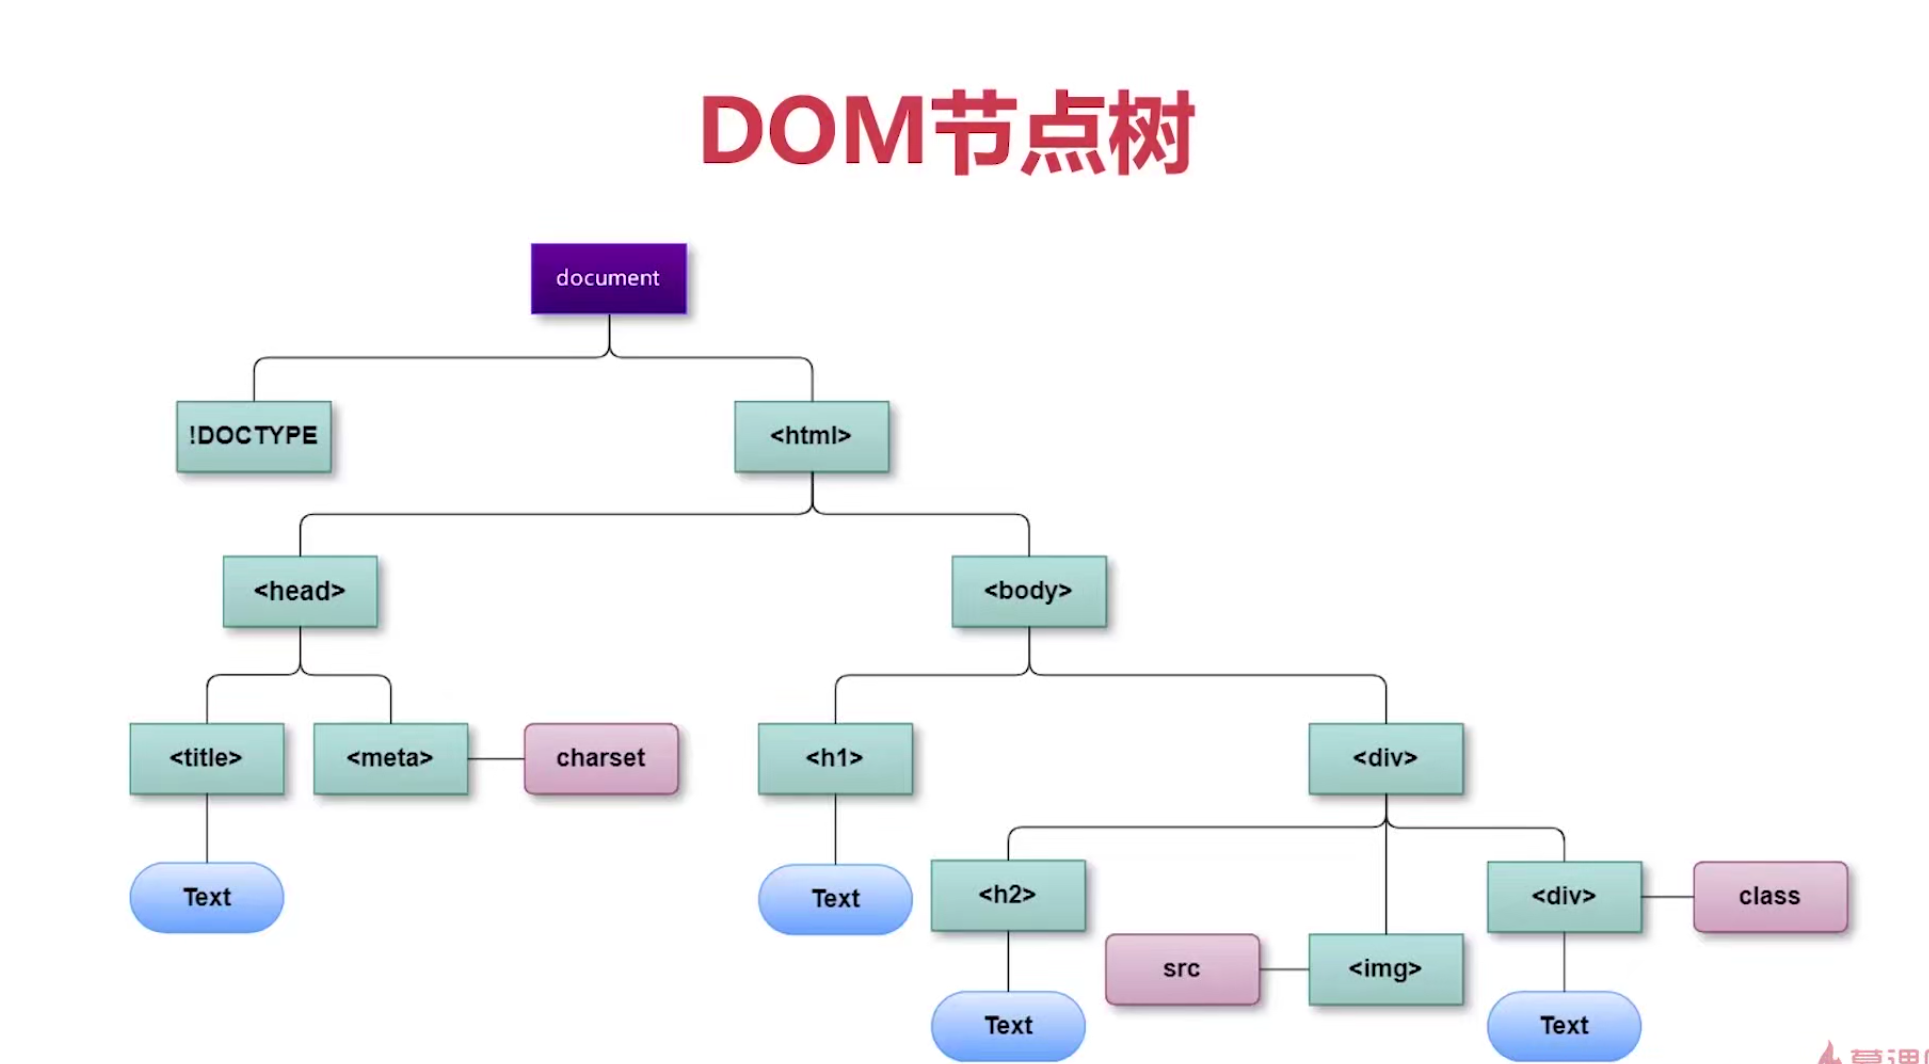 DOM节点树
document
!DOCTYPE
<html>
<head>
<body>
<title>
<meta>
charset
<h1>
<div>
Text
Text
<h2>
<div>
class
src
<img>
Text
Text